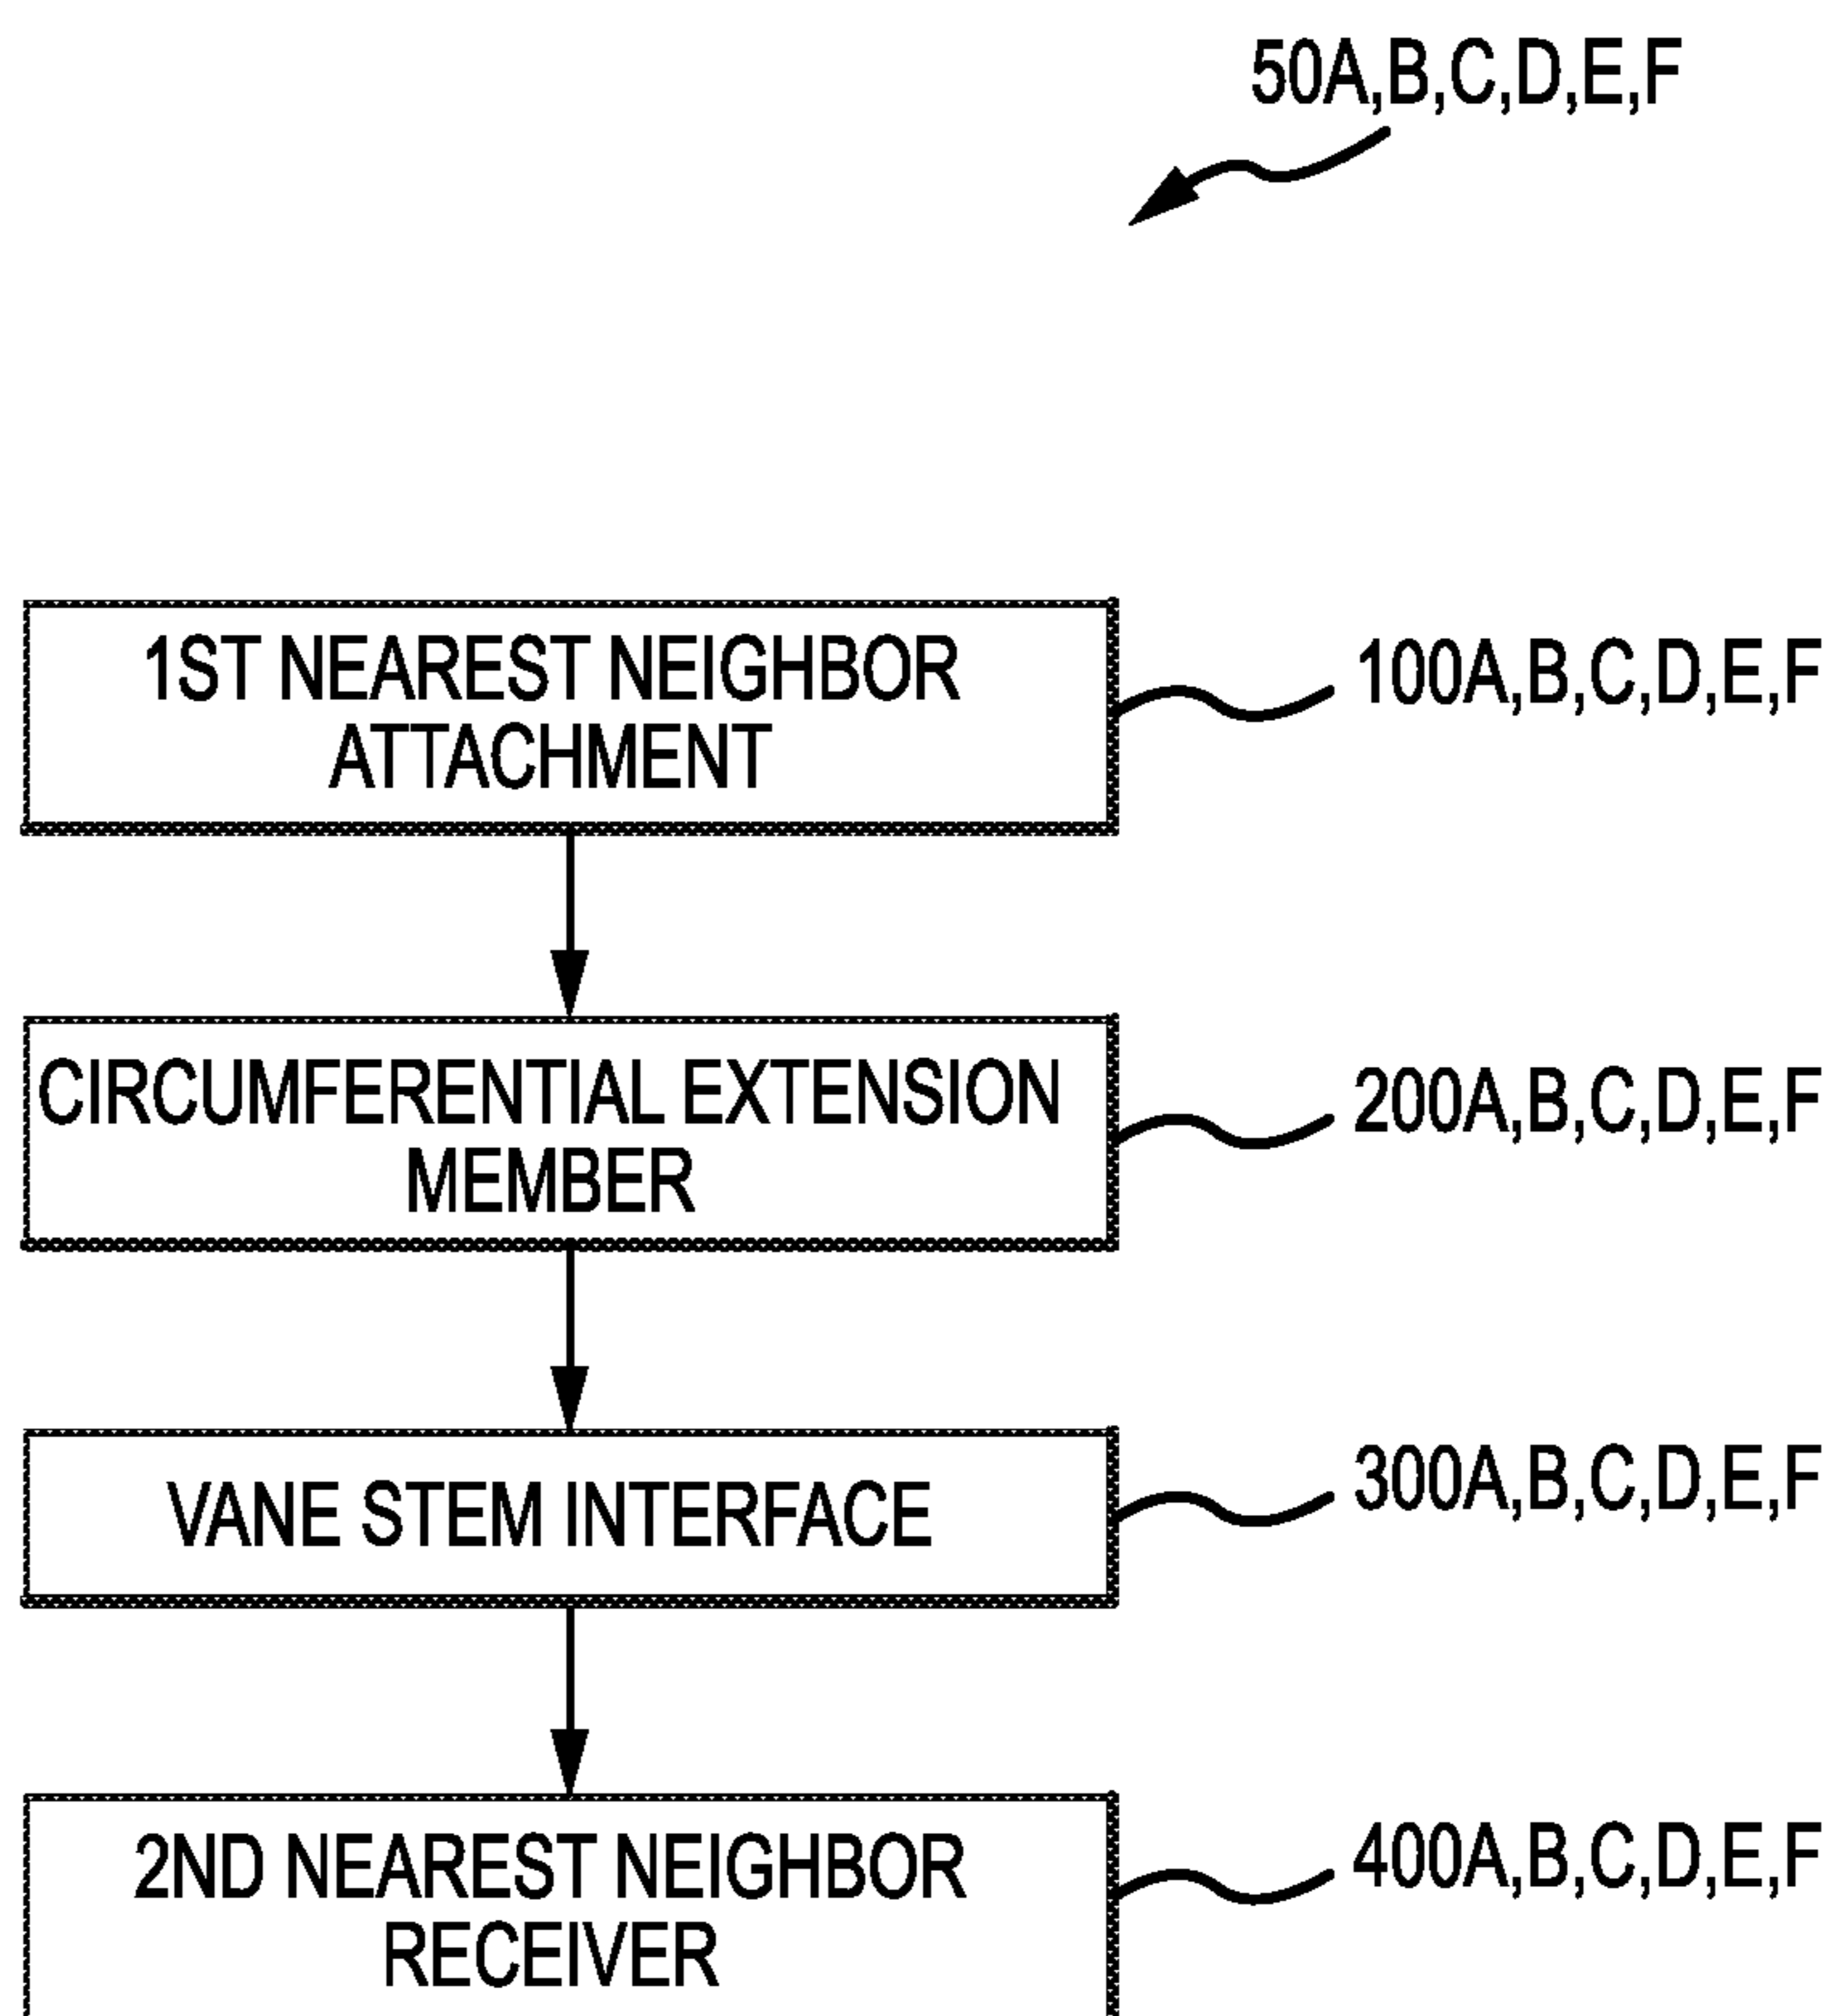 50A,B,C,D,E,F
1ST NEAREST NEIGHBOR
ATTACHMENT
100A,B,C,D,E,F
CIRCUMFERENTIAL EXTENSION
MEMBER
200A,B,C,D,E,F
VANE STEM INTERFACE
300A,B,C,D,E,F
2ND NEAREST NEIGHBOR
RECEIVER
400A,B,C,D,E,F